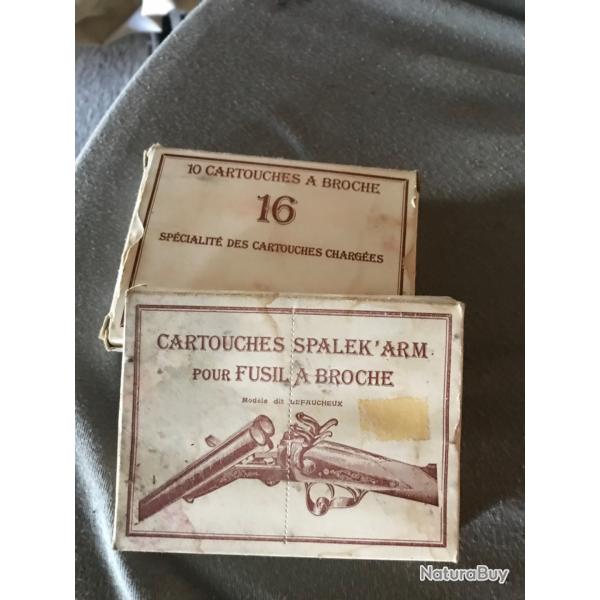 10 CARTOUCHES A BROCHE
16
SPÉCIALITÉ DES CARTOUCHES CHARGÉES
CARTOUCHES SPALEK'ARM
POUR FUSIL A BROCHE
Modèle dit LEFAUCHEUX
NaturaBuy